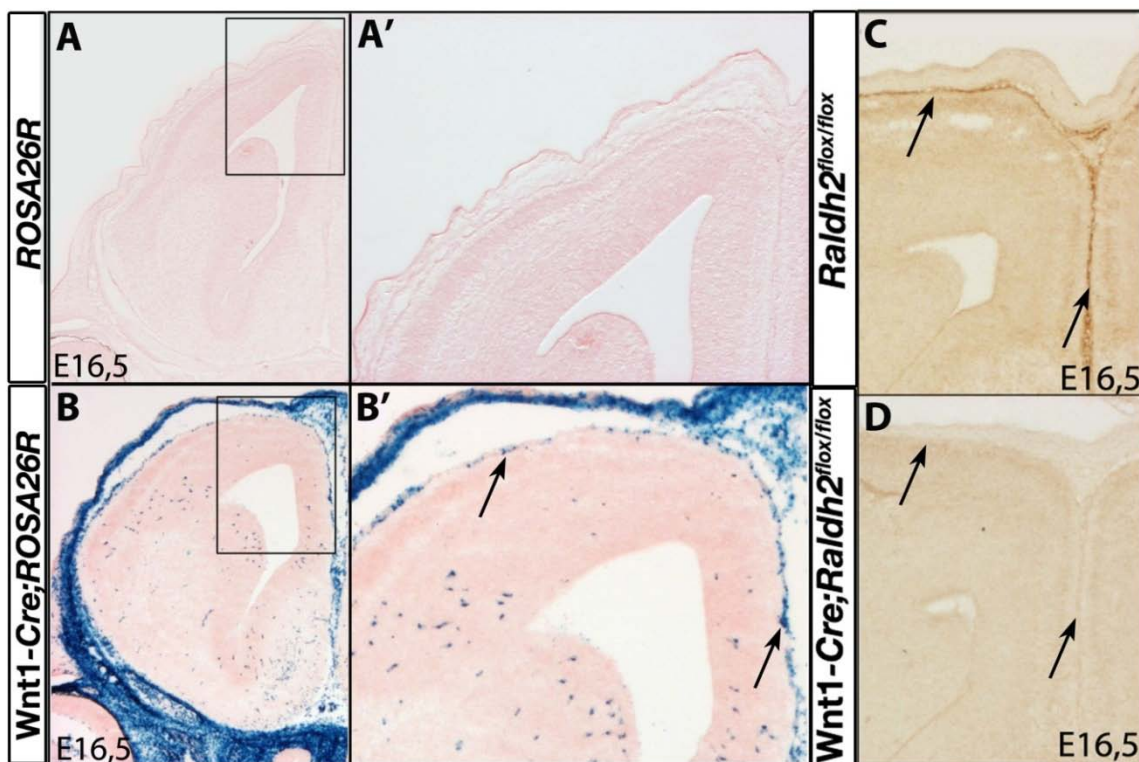 ROSA26R
A
E16,5
A'
Raldh2flox/flox
C
E16,5
Wnt1-Cre;ROSA26R
B
E16,5
B'
Wnt1-Cre;Raldh2flox/flox
D
E16,5